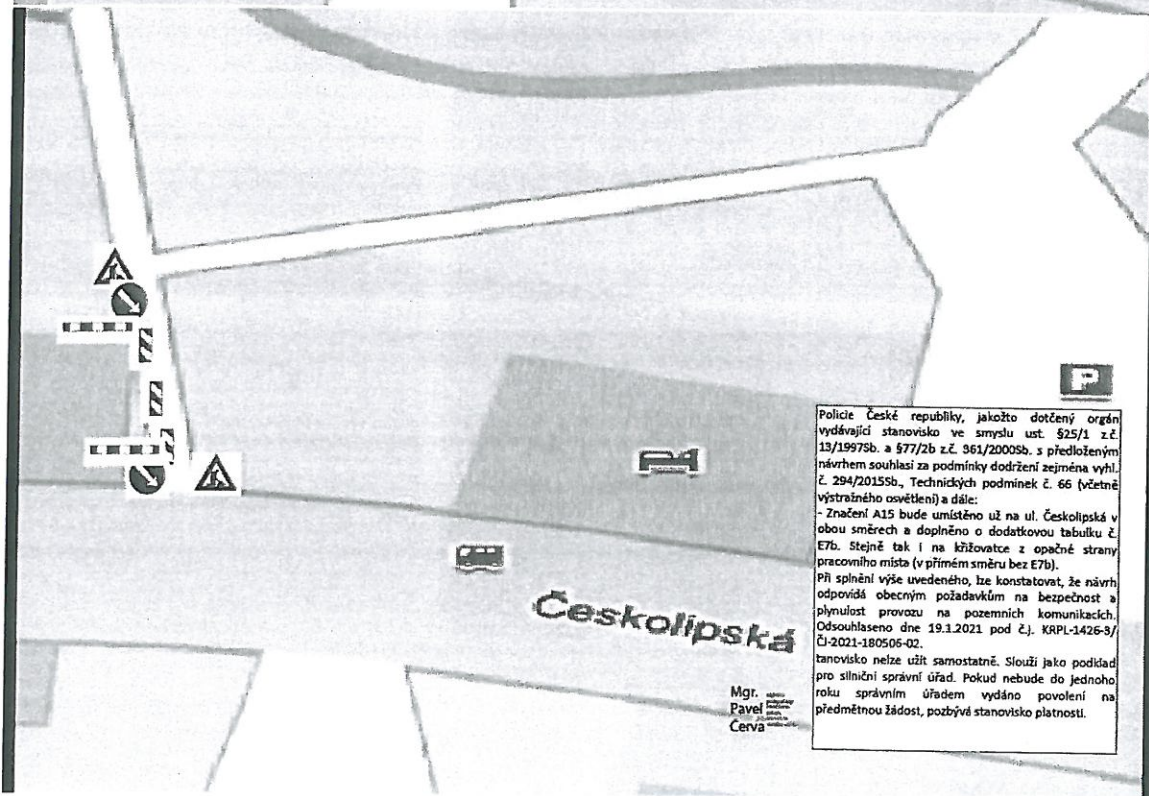 P
Policie České republiky, jakožto dotčený orgán
vydávající stanovisko ve smyslu ust. §25/1 z.č.
13/1997Sb. a §77/2b z.č. 361/2000Sb. s předloženým
návrhem souhlasí za podmínky dodržení zejména vyhl.
č. 294/2015Sb., Technických podmínek č. 66 (včetně
výstražného osvětlení) a dále:
- Značení A15 bude umístěno už na ul. Českolipská v
obou směrech a doplněno o dodatkovou tabulku č.
E7b. Stejně tak i na křižovatce z opačné strany
pracovního místa (v přímém směru bez E7b).
Při splnění výše uvedeného, lze konstatovat, že návrh
odpovídá obecným požadavkům na bezpečnost a
plynulost provozu na pozemních komunikacích.
Odsouhlaseno dne 19.1.2021 pod č.j. KRPL-1426-8/
ČJ-2021-180506-02.
tanovisko nelze užít samostatně. Slouží jako podklad
pro silniční správní úřad. Pokud nebude do jednoho
roku správním úřadem vydáno povolení na
předmětnou žádost, pozbývá stanovisko platnosti.
Českolipská
Mgr.
Pavel
Červa